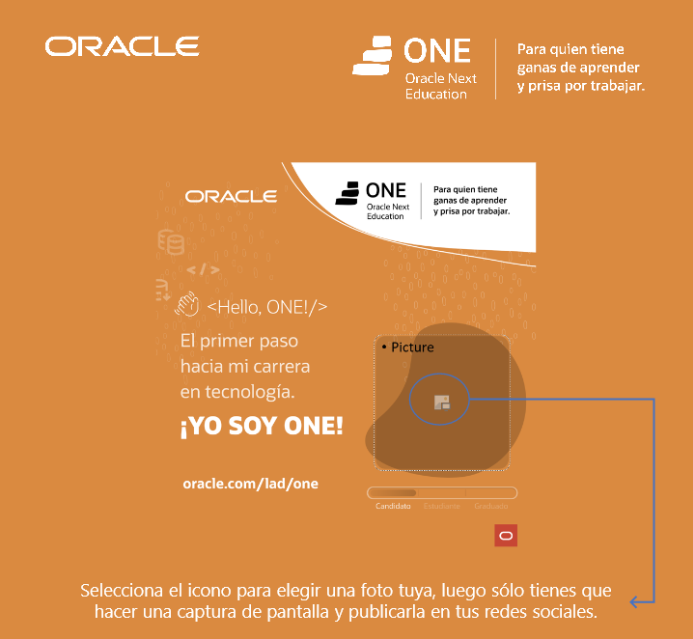 ORACLE
ONE
Oracle Next
Education
Para quien tiene
ganas de aprender
y prisa por trabajar.
ORACLE
ONE
Oracle Next
Education
Para quien tiene
ganas de aprender
y prisa por trabajar.
</>
<Hello, ONE!/>
El primer paso
hacia mi carrera
en tecnología.
¡YO SOY ONE!
oracle.com/lad/one
• Picture
Candidato Estudiante Graduado
Selecciona el icono para elegir una foto tuya, luego sólo tienes que
hacer una captura de pantalla y publicarla en tus redes sociales.